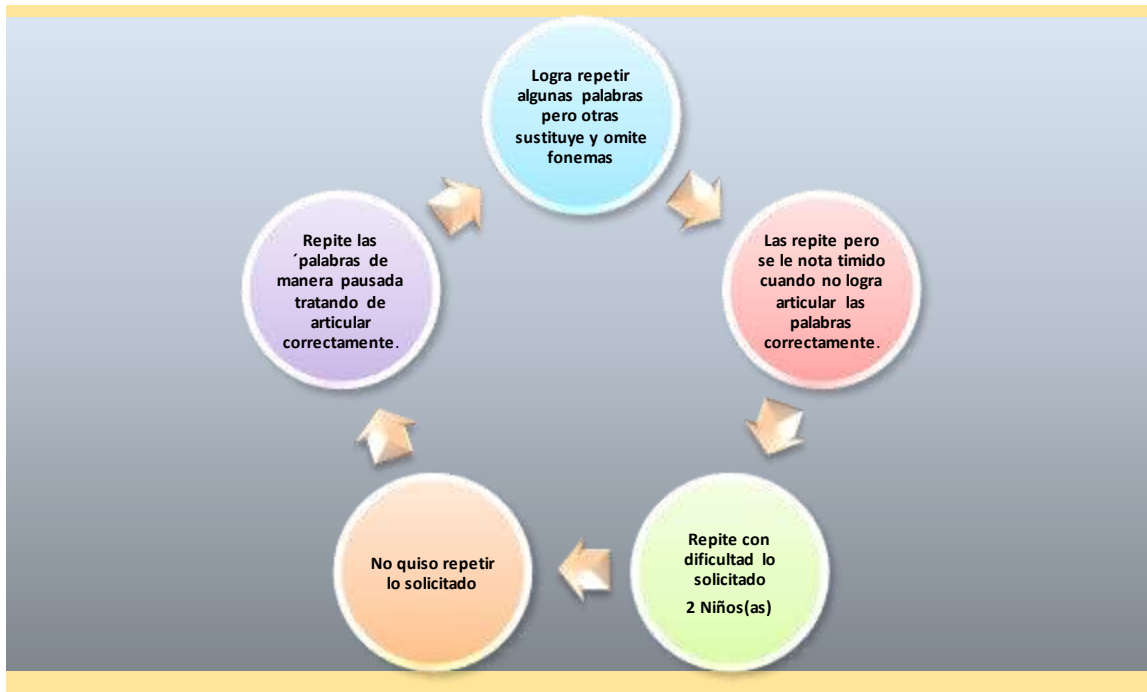 Logra repetir
algunas palabras
pero otras
sustituye y omite
fonemas
Las repite pero
se le nota timido
cuando no logra
articular las
palabras
correctamente.
Repite con
dificultad lo
solicitado
2 Niños(as)
No quiso repetir
lo solicitado
Repite las
´palabras de
manera pausada
tratando de
articular
correctamente.